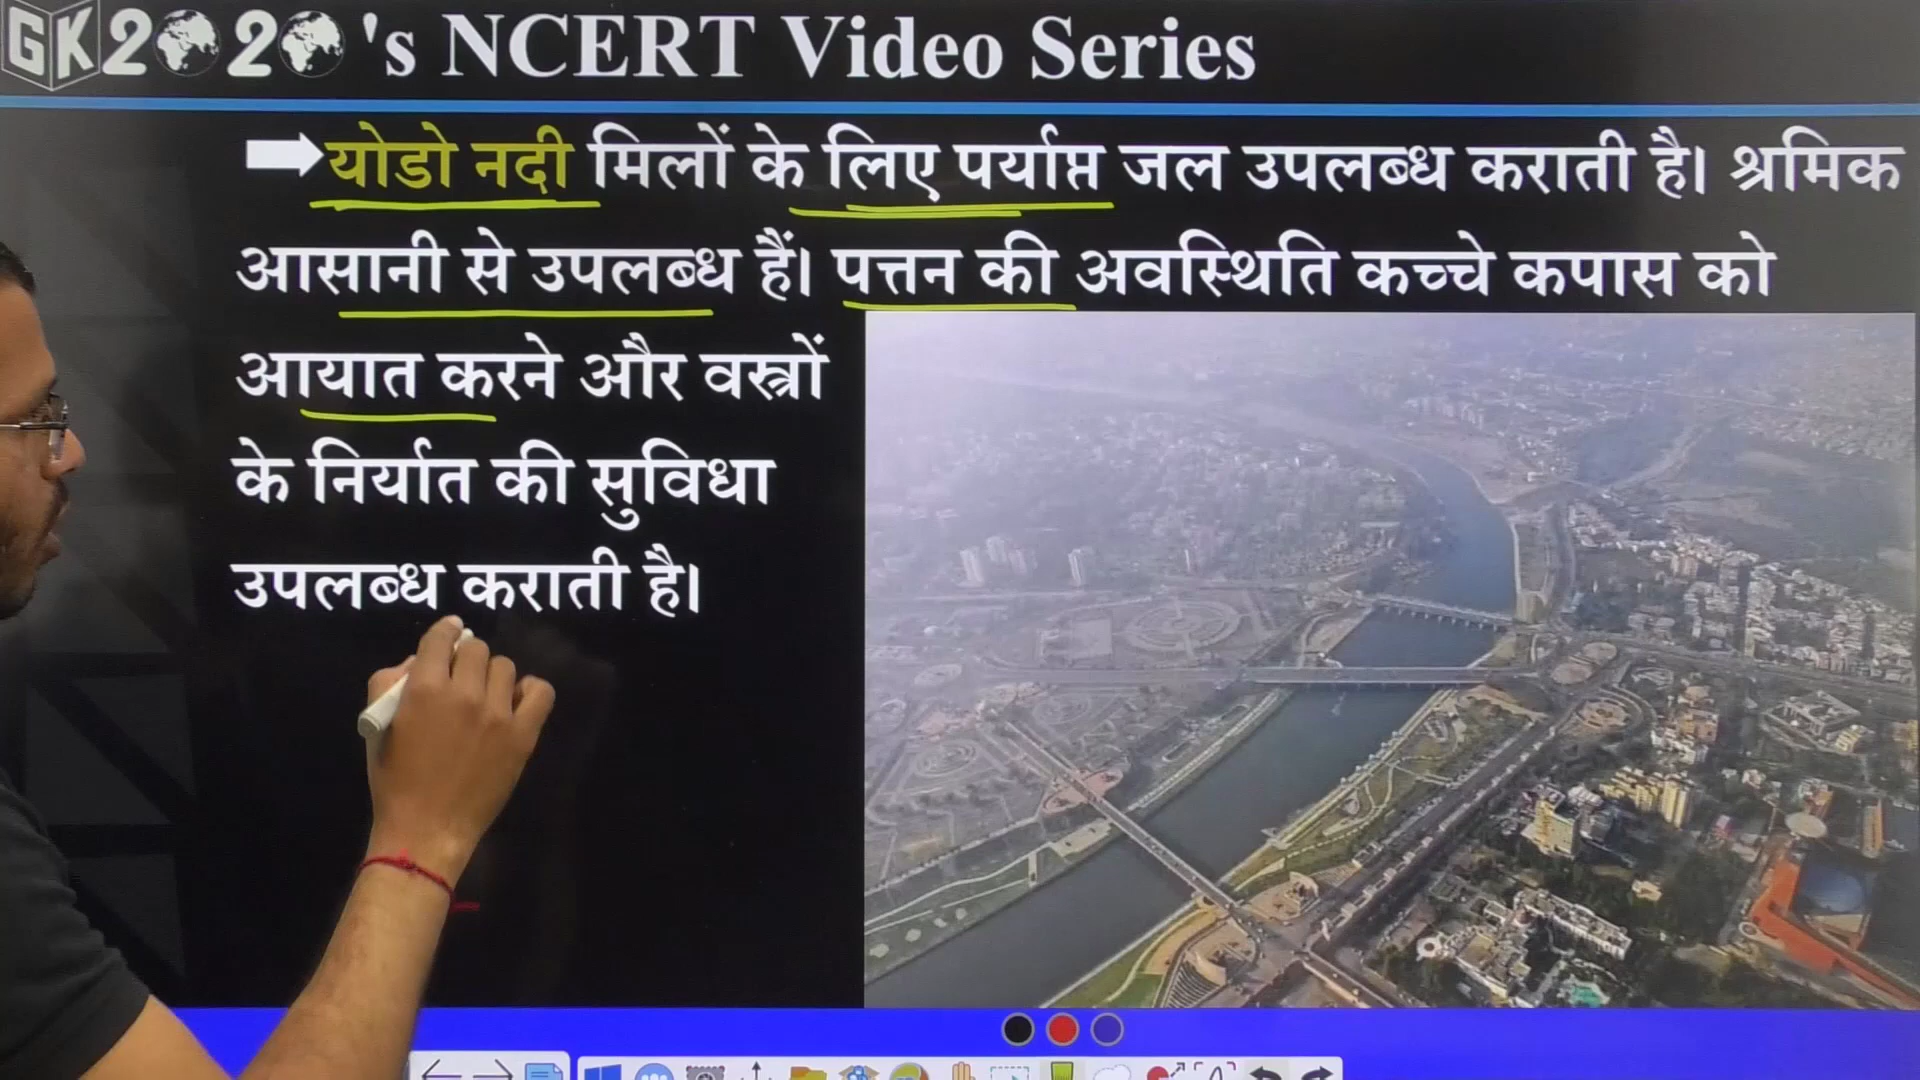 GK2020's NCERT Video Series
योडो नदी मिलों के लिए पर्याप्त जल उपलब्ध कराती है। श्रमिक
आसानी से उपलब्ध हैं। पत्तन की अवस्थिति कच्चे कपास को
आयात करने और वस्त्रों
के निर्यात की सुविधा
उपलब्ध कराती है।